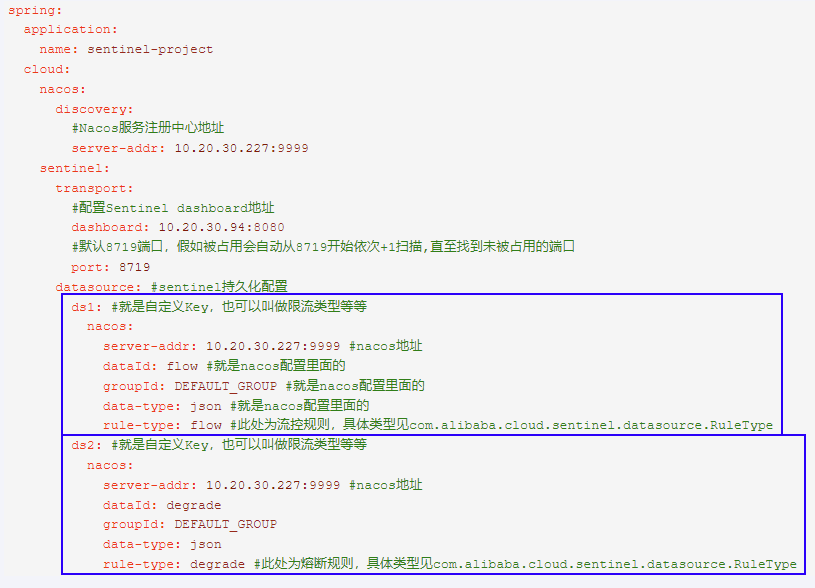 spring:
  application:
    name: sentinel-project
  cloud:
    nacos:
      discovery:
        #Nacos服务注册中心地址
        server-addr: 10.20.30.227:9999
    sentinel:
      transport:
        #配置Sentinel dashboard地址
        dashboard: 10.20.30.94:8080
        #默认8719端口，假如被占用会自动从8719开始依次+1扫描,直至找到未被占用的端口
        port: 8719
      datasource: #sentinel持久化配置
        ds1: #就是自定义Key，也可以叫做限流类型等等
          nacos:
            server-addr: 10.20.30.227:9999 #nacos地址
            dataId: flow #就是nacos配置里面的
            groupId: DEFAULT_GROUP #就是nacos配置里面的
            data-type: json #就是nacos配置里面的
            rule-type: flow #此处为流控规则，具体类型见com.alibaba.cloud.sentinel.datasource.RuleType
        ds2: #就是自定义Key，也可以叫做限流类型等等
          nacos:
            server-addr: 10.20.30.227:9999 #nacos地址
            dataId: degrade
            groupId: DEFAULT_GROUP
            data-type: json
            rule-type: degrade #此处为熔断规则，具体类型见com.alibaba.cloud.sentinel.datasource.RuleType